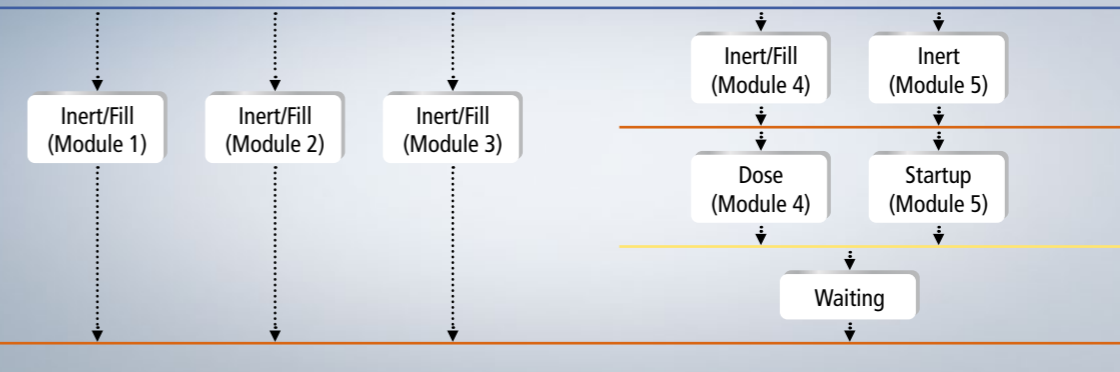 Inert/Fill
(Module 4)
Inert
(Module 5)
Inert/Fill
(Module 1)
Inert/Fill
(Module 2)
Inert/Fill
(Module 3)
Dose
(Module 4)
Startup
(Module 5)
Waiting